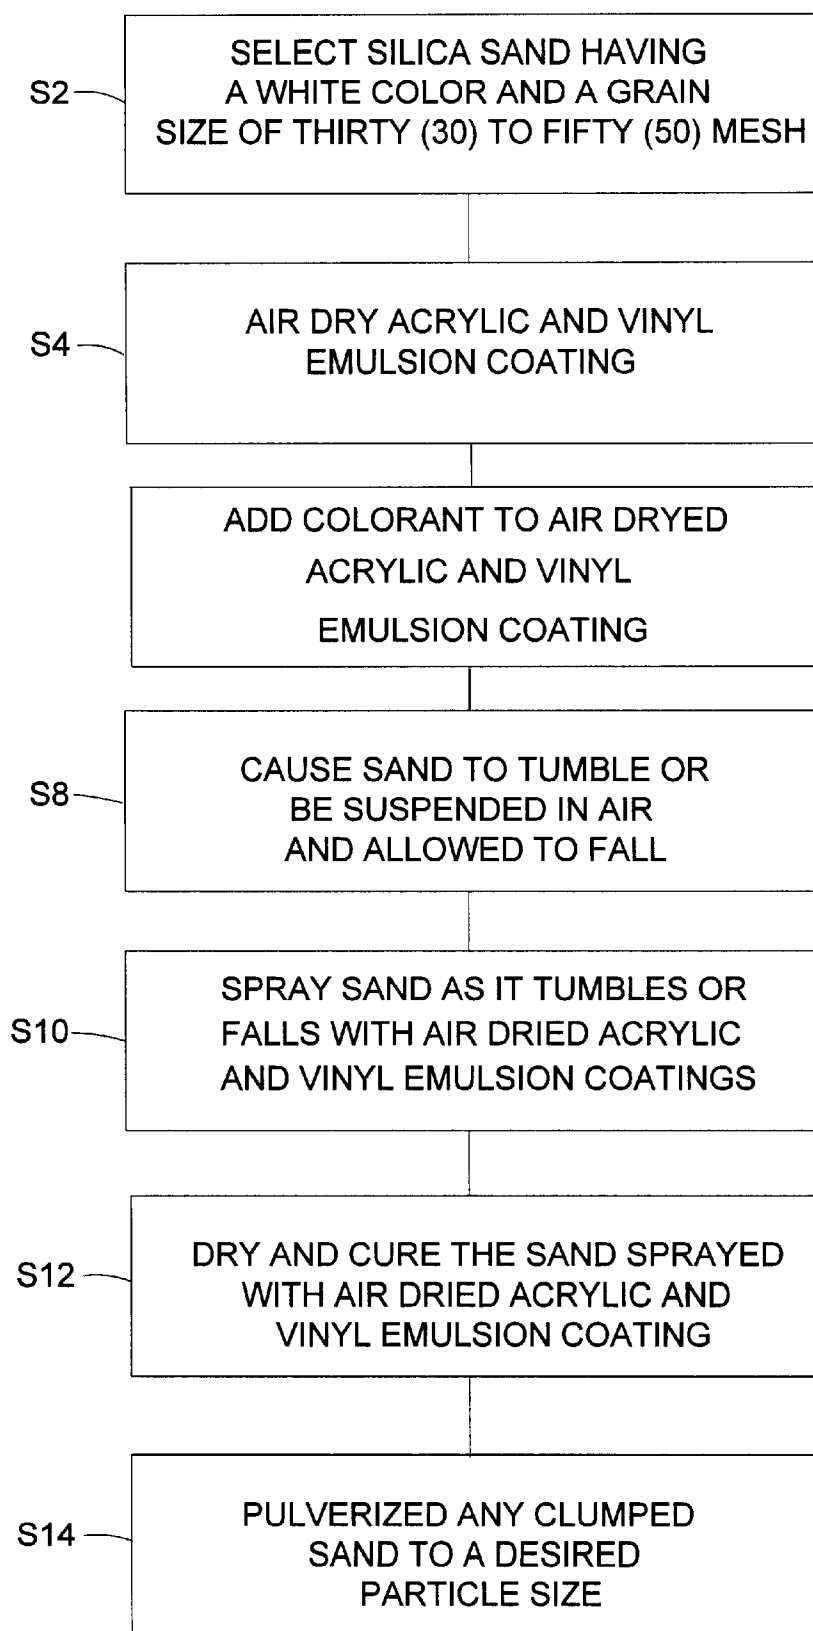 SELECT SILICA SAND HAVING
S2
A WHITE COLOR AND A GRAIN
SIZE OF THIRTY (30) TO FIFTY (50) MESH
AIR DRY ACRYLIC AND VINYL
S4
EMULSION COATING
ADD COLORANT TO AIR DRYED
ACRYLIC AND VINYL
EMULSION COATING
CAUSE SAND TO TUMBLE OR
S8
BE SUSPENDED IN AIR
AND ALLOWED TO FALL
SPRAY SAND AS IT TUMBLES OR
S10
FALLS WITH AIR DRIED ACRYLIC
AND VINYL EMULSION COATINGS
DRY AND CURE THE SAND SPRAYED
S12
WITH AIR DRIED ACRYLIC AND
VINYL EMULSION COATING
PULVERIZED ANY CLUMPED
S14
SAND TO A DESIRED
PARTICLE SIZE